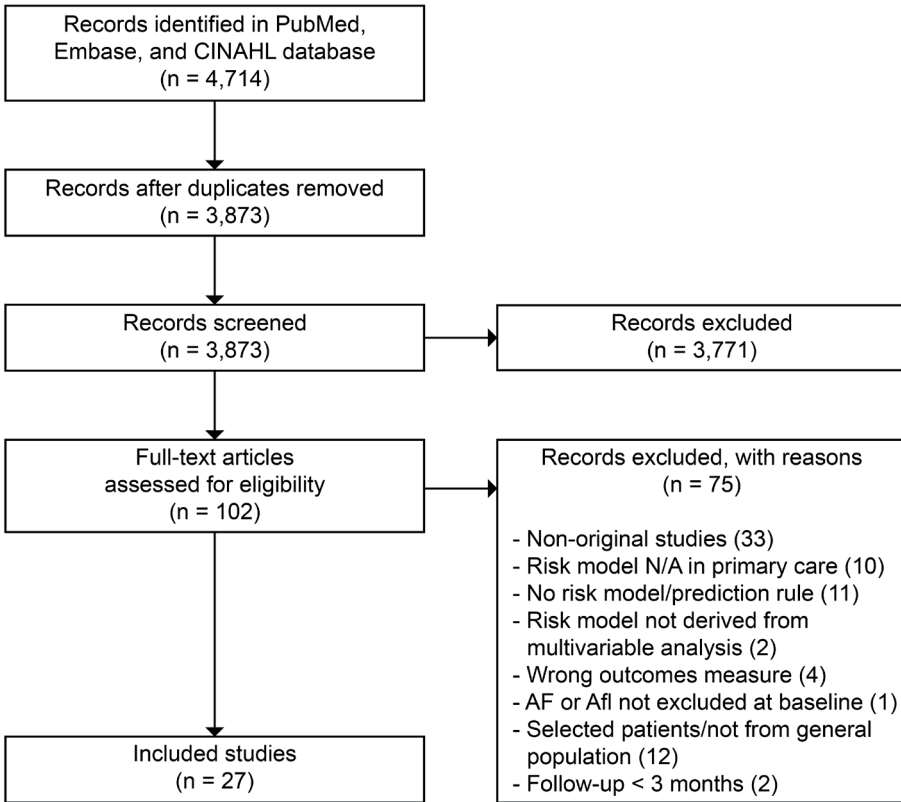 Records identified in PubMed,
Embase, and CINAHL database
(n = 4,714)
Records after duplicates removed
(n = 3,873)
Records screened
(n = 3,873)
Records excluded
(n = 3,771)
Full-text articles
assessed for eligibility
(n = 102)
Records excluded, with reasons
(n = 75)
- Non-original studies (33)
- Risk model N/A in primary care (10)
- No risk model/prediction rule (11)
- Risk model not derived from
multivariable analysis (2)
- Wrong outcomes measure (4)
- AF or Afl not excluded at baseline (1)
- Selected patients/not from general
population (12)
- Follow-up < 3 months (2)
Included studies
(n = 27)